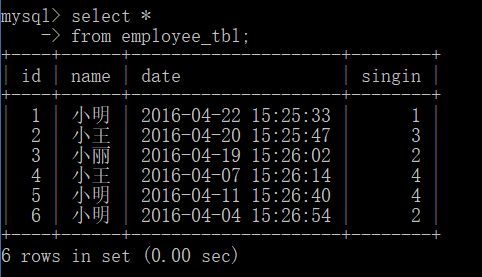 mysql> select *
    -> from employee_tbl;
+----+------+---------------------+--------+
| id | name | date                | singin |
+----+------+---------------------+--------+
|  1 | 小明 | 2016-04-22 15:25:33 |      1 |
|  2 | 小王 | 2016-04-20 15:25:47 |      3 |
|  3 | 小丽 | 2016-04-19 15:26:02 |      2 |
|  4 | 小王 | 2016-04-07 15:26:14 |      4 |
|  5 | 小明 | 2016-04-11 15:26:40 |      4 |
|  6 | 小明 | 2016-04-04 15:26:54 |      2 |
+----+------+---------------------+--------+
6 rows in set (0.00 sec)